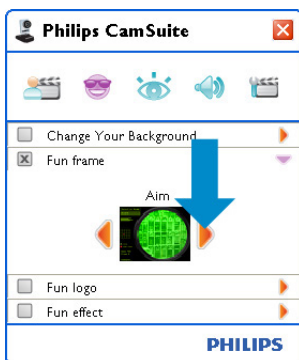 Philips CamSuite
Change Your Background
Fun frame
Aim
Fun logo
Fun effect
PHILIPS